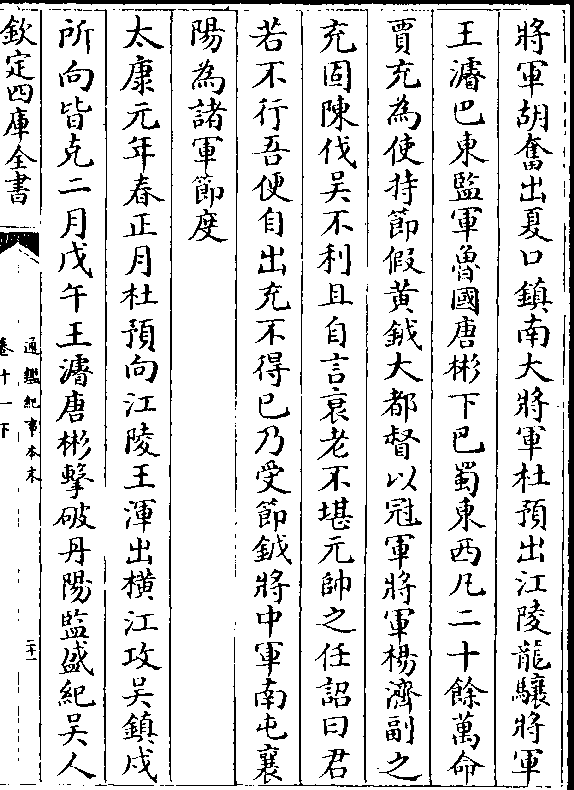 將軍胡奮出夏口鎮南大將軍杜預出江陵龍驤將軍
王濬巴東監軍魯國唐彬下巴蜀東西凡二十餘萬命
賈充為使持節假黃鉞大都督以冠軍將軍楊濟副之
充固陳伐吴不利且自言衰老不堪元帥之任詔曰君
若不行吾便自出充不得已乃受節鉞將中軍南屯襄
陽為諸軍節度
太康元年春正月杜預向江陵王渾出橫江攻吴鎮戍
所向皆克二月戊午王濬唐彬擊破丹陽監盛紀吴人
欽定四庫全書
通鑑紀事本末
卷十一下